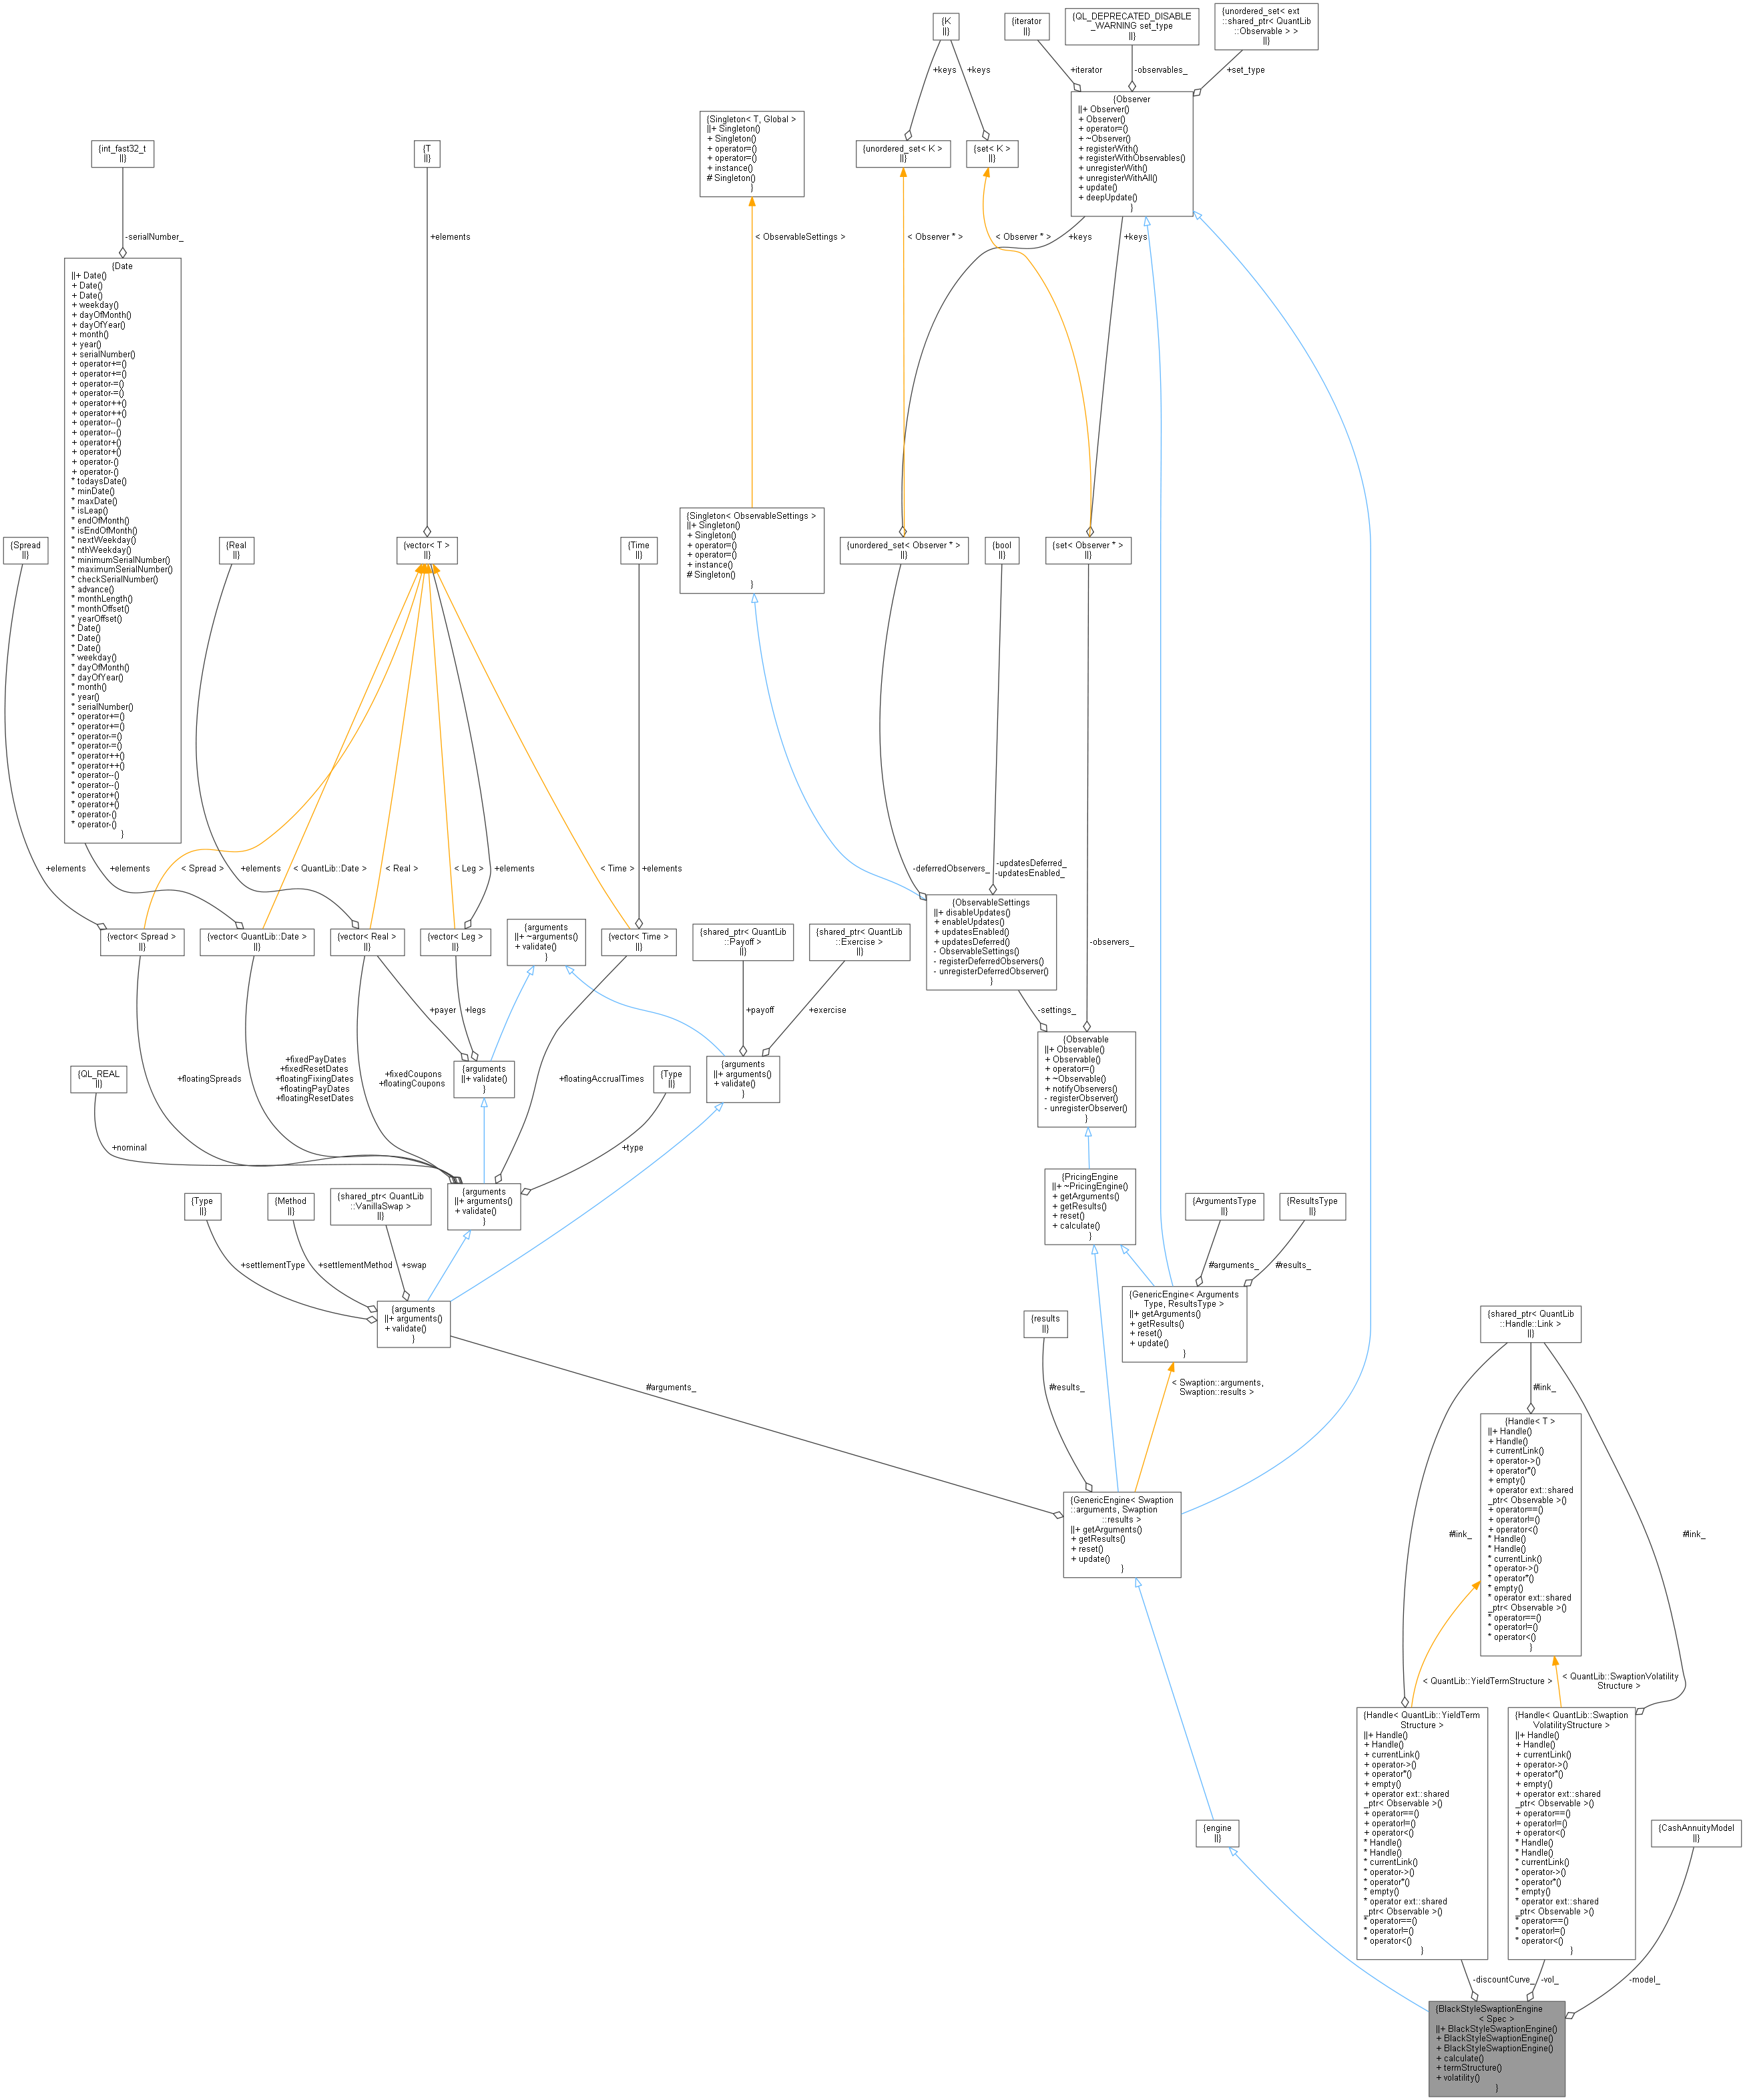 {K
||}
{iterator
||}
{QL_DEPRECATED_DISABLE
_WARNING set_type
||}
{unordered_set< ext
::shared_ptr< QuantLib
::Observable > >
||}
+keys
+keys
+iterator
-observables_
+set_type
{Singleton< T, Global >
||+ Singleton()
+ Singleton()
+ operator=()
+ operator=()
+ instance()
# Singleton()
}
{Observer
||+ Observer()
+ Observer()
+ operator=()
+ ~Observer()
+ registerWith()
+ registerWithObservables()
+ unregisterWith()
+ unregisterWithAll()
+ update()
+ deepUpdate()
}
{int_fast32_t
||}
{T
||}
{unordered_set< K >
||}
{set< K >
||}
-serialNumber_
+elements
< ObservableSettings >
< Observer * >
< Observer * >
+keys
+keys
{Date
||+ Date()
+ Date()
+ Date()
+ weekday()
+ dayOfMonth()
+ dayOfYear()
+ month()
+ year()
+ serialNumber()
+ operator+=()
+ operator+=()
+ operator-=()
+ operator-=()
+ operator++()
+ operator++()
+ operator--()
+ operator--()
+ operator+()
+ operator+()
+ operator-()
+ operator-()
* todaysDate()
* minDate()
* maxDate()
* isLeap()
* endOfMonth()
* isEndOfMonth()
* nextWeekday()
* nthWeekday()
* minimumSerialNumber()
* maximumSerialNumber()
* checkSerialNumber()
* advance()
* monthLength()
* monthOffset()
* yearOffset()
* Date()
* Date()
* Date()
* weekday()
* dayOfMonth()
* dayOfYear()
* month()
* year()
* serialNumber()
* operator+=()
* operator+=()
* operator-=()
* operator-=()
* operator++()
* operator++()
* operator--()
* operator--()
* operator+()
* operator+()
* operator-()
* operator-()
}
{Spread
||}
{Real
||}
{vector< T >
||}
{Time
||}
{Singleton< ObservableSettings >
||+ Singleton()
+ Singleton()
+ operator=()
+ operator=()
+ instance()
# Singleton()
}
{unordered_set< Observer * >
||}
{bool
||}
{set< Observer * >
||}
+elements
+elements
< Spread >
+elements
< QuantLib::Date >
< Real >
< Leg >
+elements
< Time >
+elements
-deferredObservers_
-updatesDeferred_
-updatesEnabled_
{vector< Spread >
||}
{vector< QuantLib::Date >
||}
{vector< Real >
||}
{vector< Leg >
||}
{arguments
||+ ~arguments()
+ validate()
}
{vector< Time >
||}
{shared_ptr< QuantLib
::Payoff >
||}
{shared_ptr< QuantLib
::Exercise >
||}
{ObservableSettings
||+ disableUpdates()
+ enableUpdates()
+ updatesEnabled()
+ updatesDeferred()
- ObservableSettings()
- registerDeferredObservers()
- unregisterDeferredObserver()
}
-observers_
+payer
+legs
+payoff
+exercise
-settings_
{QL_REAL
||}
+floatingSpreads
+fixedPayDates
+fixedResetDates
+floatingFixingDates
+floatingPayDates
+floatingResetDates
+fixedCoupons
+floatingCoupons
{arguments
||+ validate()
}
+floatingAccrualTimes
{Type
||}
{arguments
||+ arguments()
+ validate()
}
{Observable
||+ Observable()
+ Observable()
+ operator=()
+ ~Observable()
+ notifyObservers()
- registerObserver()
- unregisterObserver()
}
+nominal
+type
{Type
||}
{Method
||}
{shared_ptr< QuantLib
::VanillaSwap >
||}
{arguments
||+ arguments()
+ validate()
}
{PricingEngine
||+ ~PricingEngine()
+ getArguments()
+ getResults()
+ reset()
+ calculate()
}
{ArgumentsType
||}
{ResultsType
||}
+settlementType
+settlementMethod
+swap
#arguments_
#results_
{arguments
||+ arguments()
+ validate()
}
{results
||}
{GenericEngine< Arguments
Type, ResultsType >
||+ getArguments()
+ getResults()
+ reset()
+ update()
}
{shared_ptr< QuantLib
::Handle::Link >
||}
#arguments_
#results_
< Swaption::arguments,
Swaption::results >
#link_
{Handle< T >
||+ Handle()
+ Handle()
+ currentLink()
+ operator->()
+ operator*()
+ empty()
+ operator ext::shared
_ptr< Observable >()
+ operator==()
+ operator!=()
+ operator<()
* Handle()
* Handle()
* currentLink()
* operator->()
* operator*()
* empty()
* operator ext::shared
_ptr< Observable >()
* operator==()
* operator!=()
* operator<()
}
{GenericEngine< Swaption
::arguments, Swaption
::results >
||+ getArguments()
+ getResults()
+ reset()
+ update()
}
#link_
#link_
< QuantLib::YieldTermStructure >
< QuantLib::SwaptionVolatility
Structure >
{Handle< QuantLib::YieldTerm
Structure >
||+ Handle()
+ Handle()
+ currentLink()
+ operator->()
+ operator*()
+ empty()
+ operator ext::shared
_ptr< Observable >()
+ operator==()
+ operator!=()
+ operator<()
* Handle()
* Handle()
* currentLink()
* operator->()
* operator*()
* empty()
* operator ext::shared
_ptr< Observable >()
* operator==()
* operator!=()
* operator<()
}
{Handle< QuantLib::Swaption
VolatilityStructure >
||+ Handle()
+ Handle()
+ currentLink()
+ operator->()
+ operator*()
+ empty()
+ operator ext::shared
_ptr< Observable >()
+ operator==()
+ operator!=()
+ operator<()
* Handle()
* Handle()
* currentLink()
* operator->()
* operator*()
* empty()
* operator ext::shared
_ptr< Observable >()
* operator==()
* operator!=()
* operator<()
}
{engine
||}
{CashAnnuityModel
||}
-discountCurve_
-vol_
-model_
{BlackStyleSwaptionEngine
< Spec >
||+ BlackStyleSwaptionEngine()
+ BlackStyleSwaptionEngine()
+ BlackStyleSwaptionEngine()
+ calculate()
+ termStructure()
+ volatility()
}